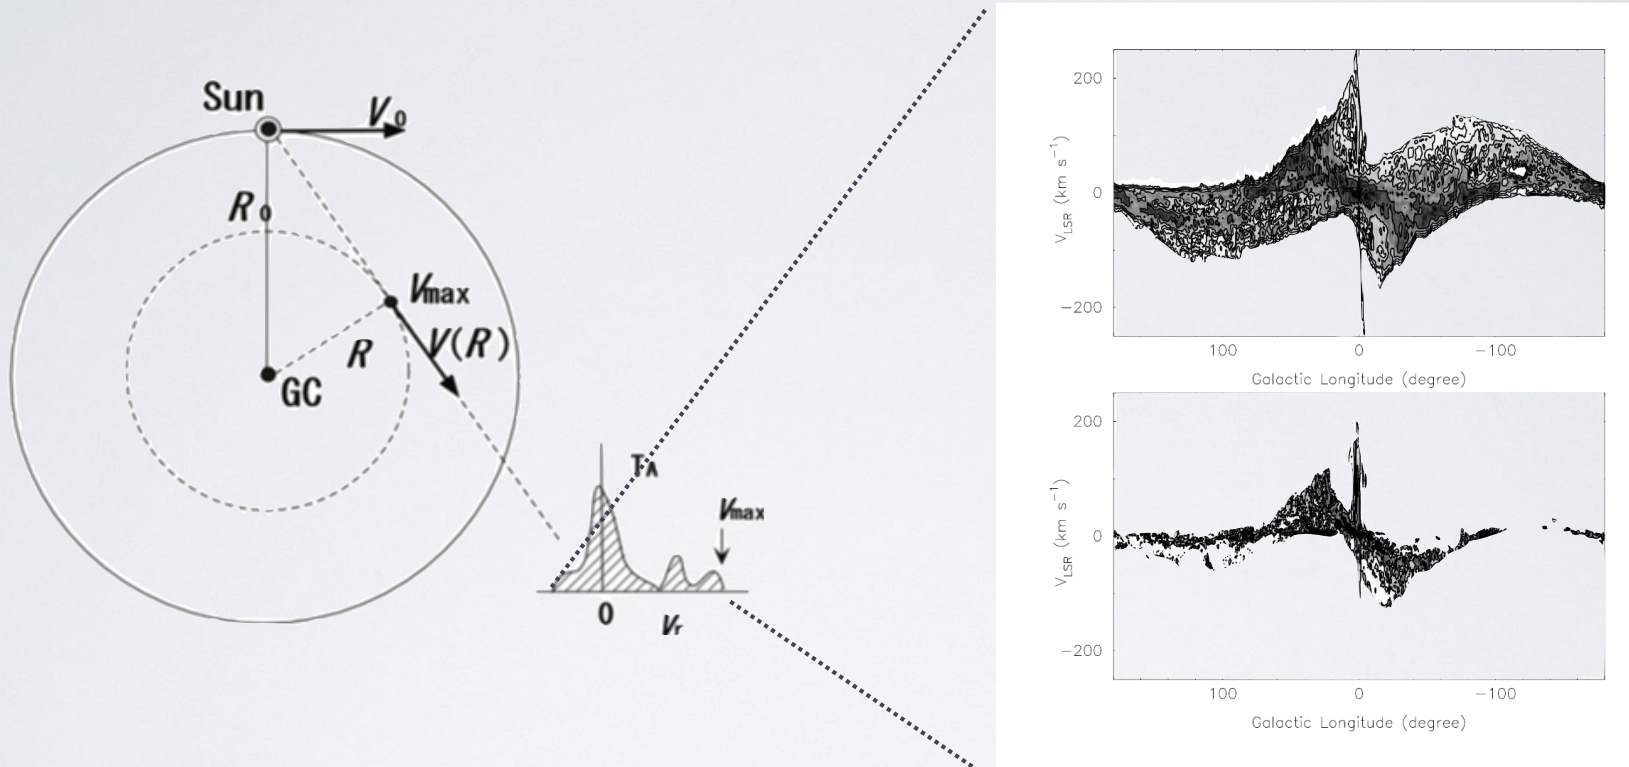 Sun
V0
R0
Vmax
V(R)
R
GC
TA
Vmax
0
Vr
200
0
−200
VLSR (km s−1)
100
0
−100
Galactic Longitude (degree)
200
0
−200
VLSR (km s−1)
100
0
−100
Galactic Longitude (degree)